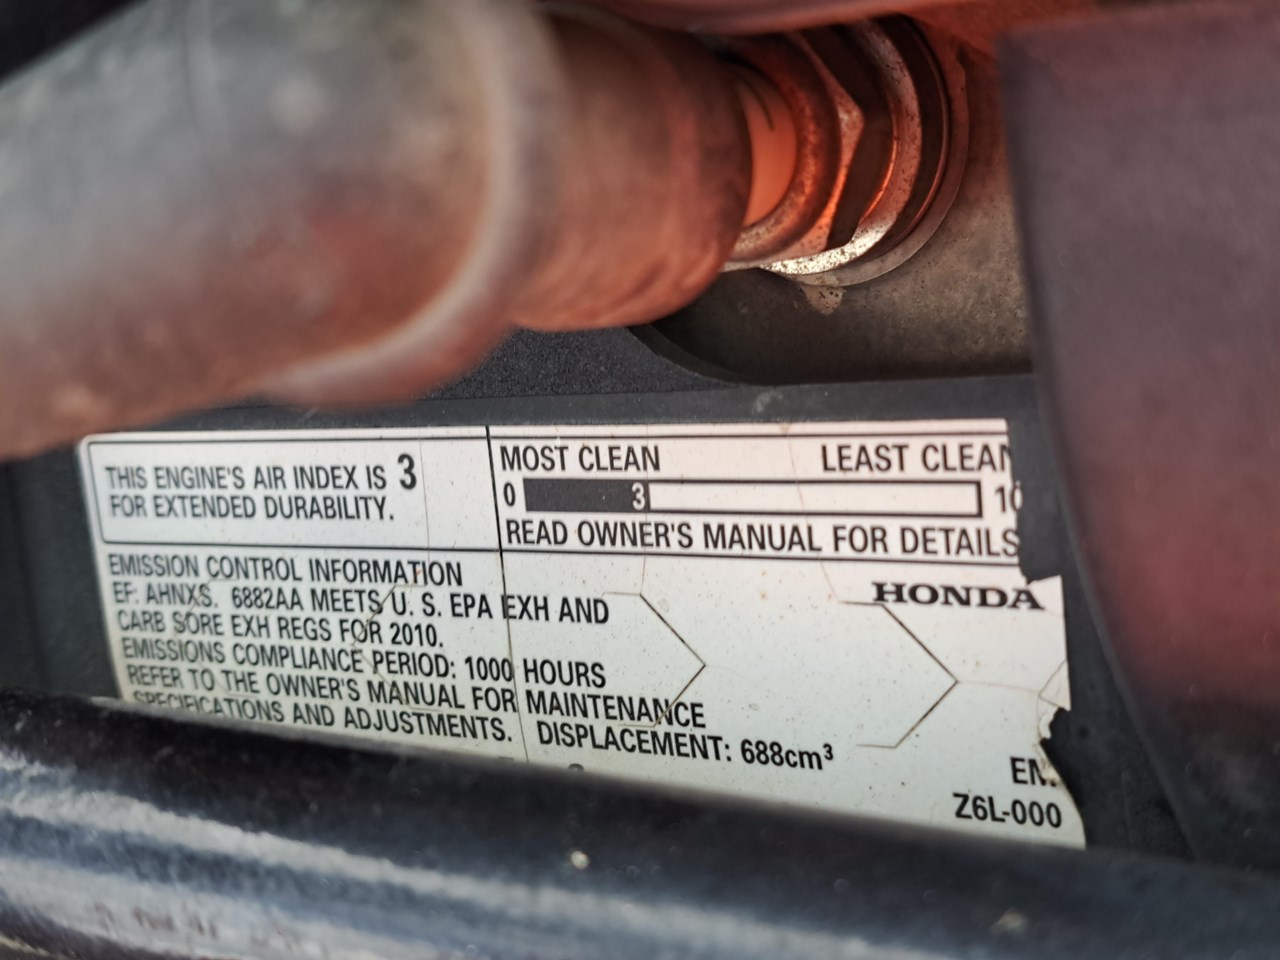 THIS ENGINE'S AIR INDEX IS 3
FOR EXTENDED DURABILITY.
MOST CLEAN LEAST CLEAN
0 3 10
READ OWNER'S MANUAL FOR DETAILS
EMISSION CONTROL INFORMATION
EF: AHNXS. 6882AA MEETS U. S. EPA EXH AND
CARB SORE EXH REGS FOR 2010.
EMISSIONS COMPLIANCE PERIOD: 1000 HOURS
REFER TO THE OWNER'S MANUAL FOR MAINTENANCE
SPECIFICATIONS AND ADJUSTMENTS. DISPLACEMENT: 688cm³
HONDA
Z6L-000